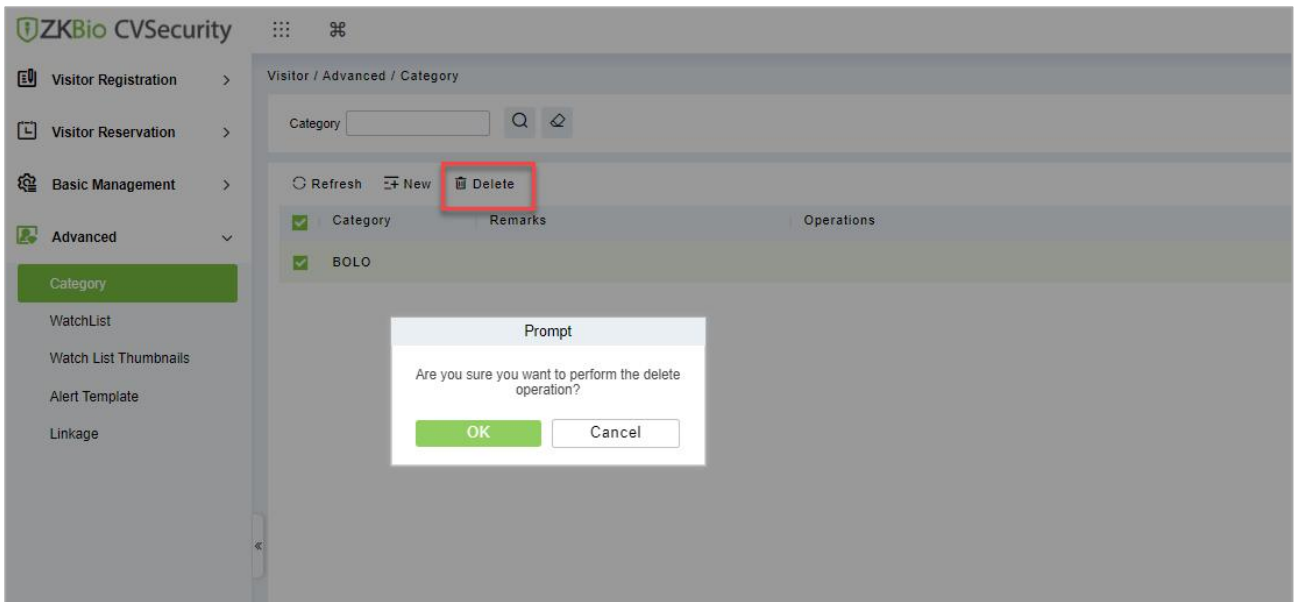 ZKBio CVSecurity
Visitor Registration
Visitor / Advanced / Category
Visitor Reservation
Category
Basic Management
Refresh New Delete
Advanced
Category Remarks Operations
BOLO
Category
WatchList
Watch List Thumbnails
Alert Template
Linkage
Prompt
Are you sure you want to perform the delete
operation?
OK Cancel